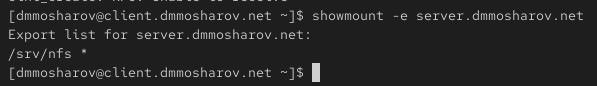 [dmmosharov@client.dmmosharov.net ~]$ showmount -e server.dmmosharov.net
Export list for server.dmmosharov.net:
/srv/nfs *
[dmmosharov@client.dmmosharov.net ~]$